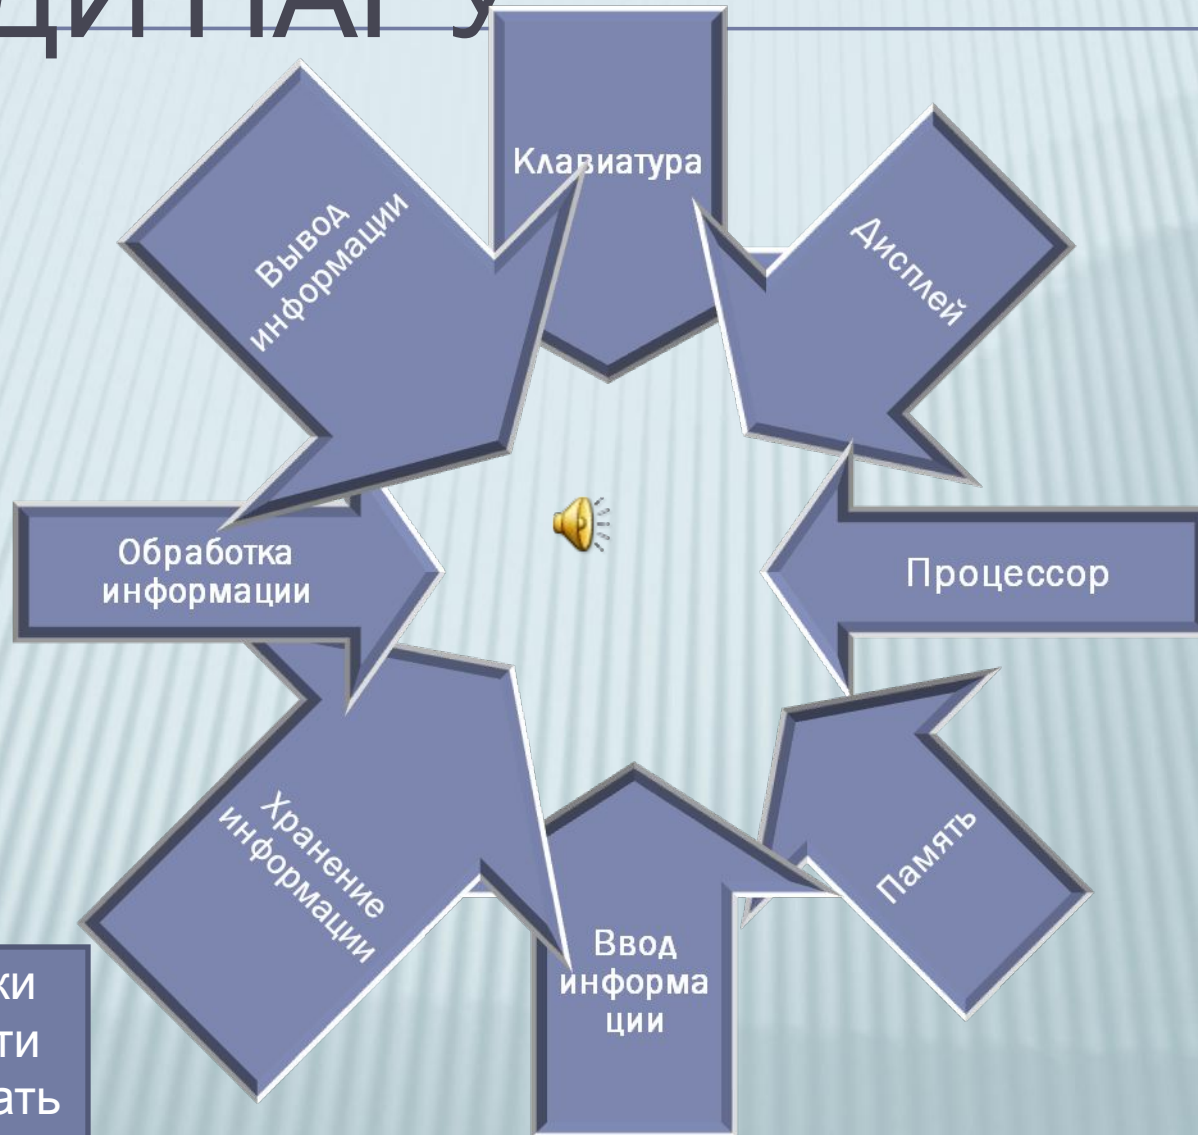 Клавиатура
Дисплей
Вывод
информации
Обработка
информации
Процессор
Хранение
информации
Память
Ввод
информа
ции